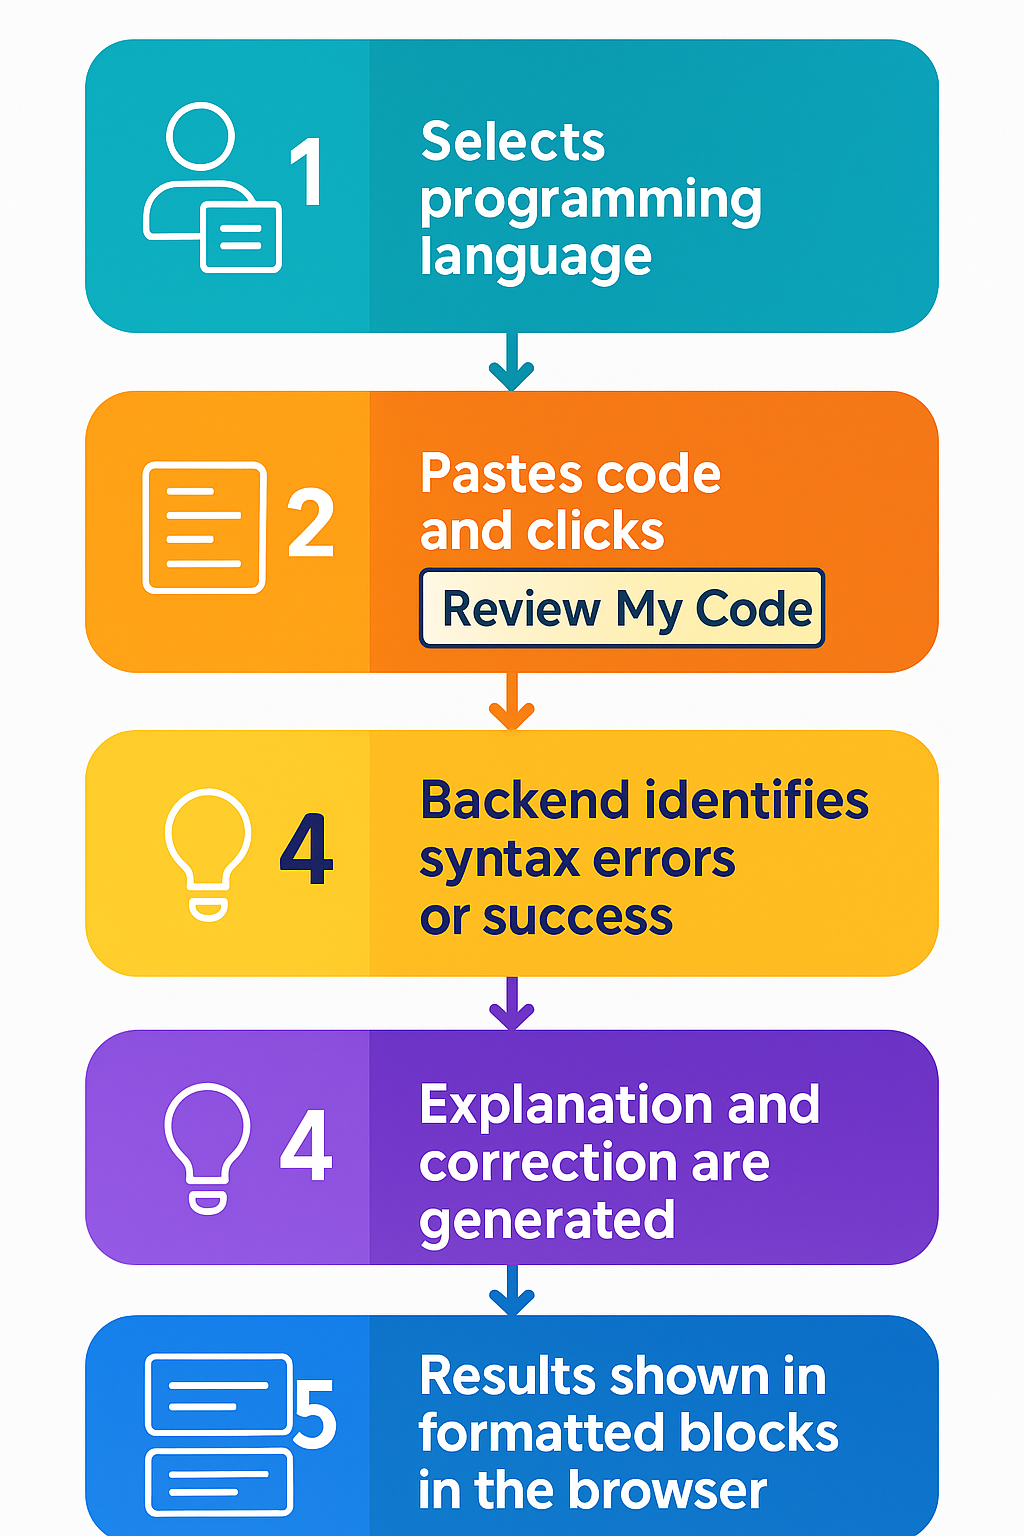 1
Selects
programming
language
2
Pastes code
and clicks
Review My Code
4
Backend identifies
syntax errors
or success
4
Explanation and
correction are
generated
5
Results shown in
formatted blocks
in the browser